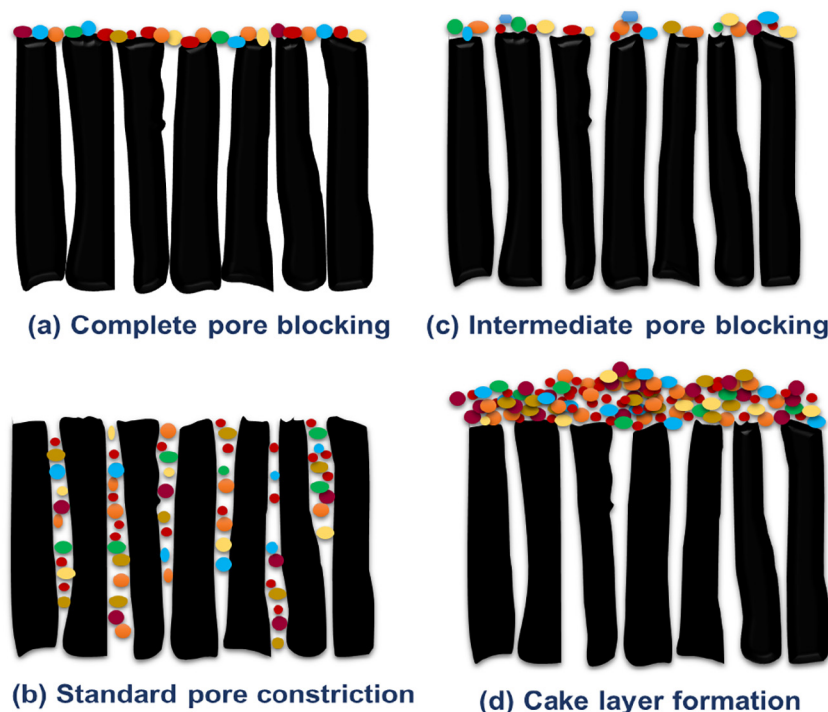 (a) Complete pore blocking
(c) Intermediate pore blocking
(b) Standard pore constriction
(d) Cake layer formation